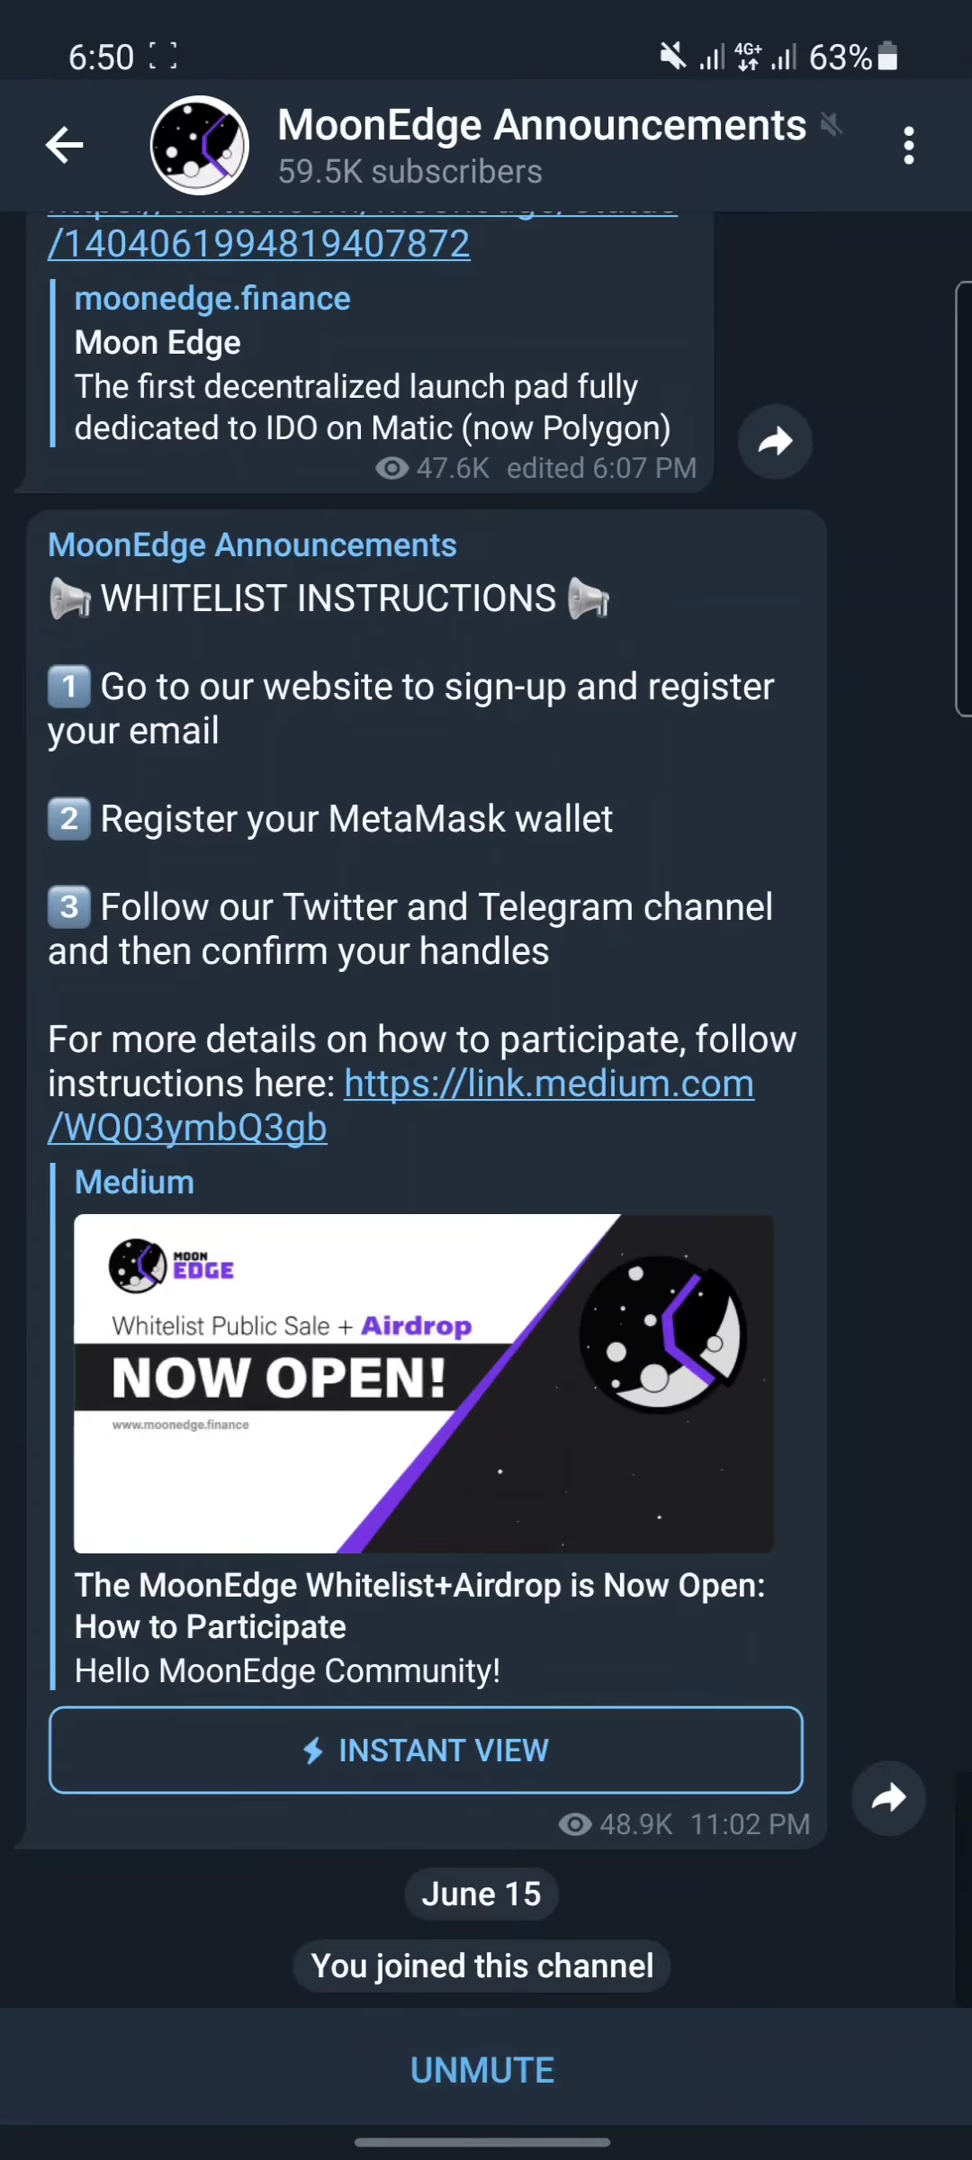 6:50
4G+ 63%
MoonEdge Announcements
59.5K subscribers
/1404061994819407872
moonedge.finance
Moon Edge
The first decentralized launch pad fully
dedicated to IDO on Matic (now Polygon)
47.6K edited 6:07 PM
MoonEdge Announcements
📢 WHITELIST INSTRUCTIONS 📢
1 Go to our website to sign-up and register
your email
2 Register your MetaMask wallet
3 Follow our Twitter and Telegram channel
and then confirm your handles
For more details on how to participate, follow
instructions here: https://link.medium.com
/WQ03ymbQ3gb
Medium
MOON
EDGE
Whitelist Public Sale + Airdrop
NOW OPEN!
www.moonedge.finance
The MoonEdge Whitelist+Airdrop is Now Open:
How to Participate
Hello MoonEdge Community!
INSTANT VIEW
48.9K 11:02 PM
June 15
You joined this channel
UNMUTE